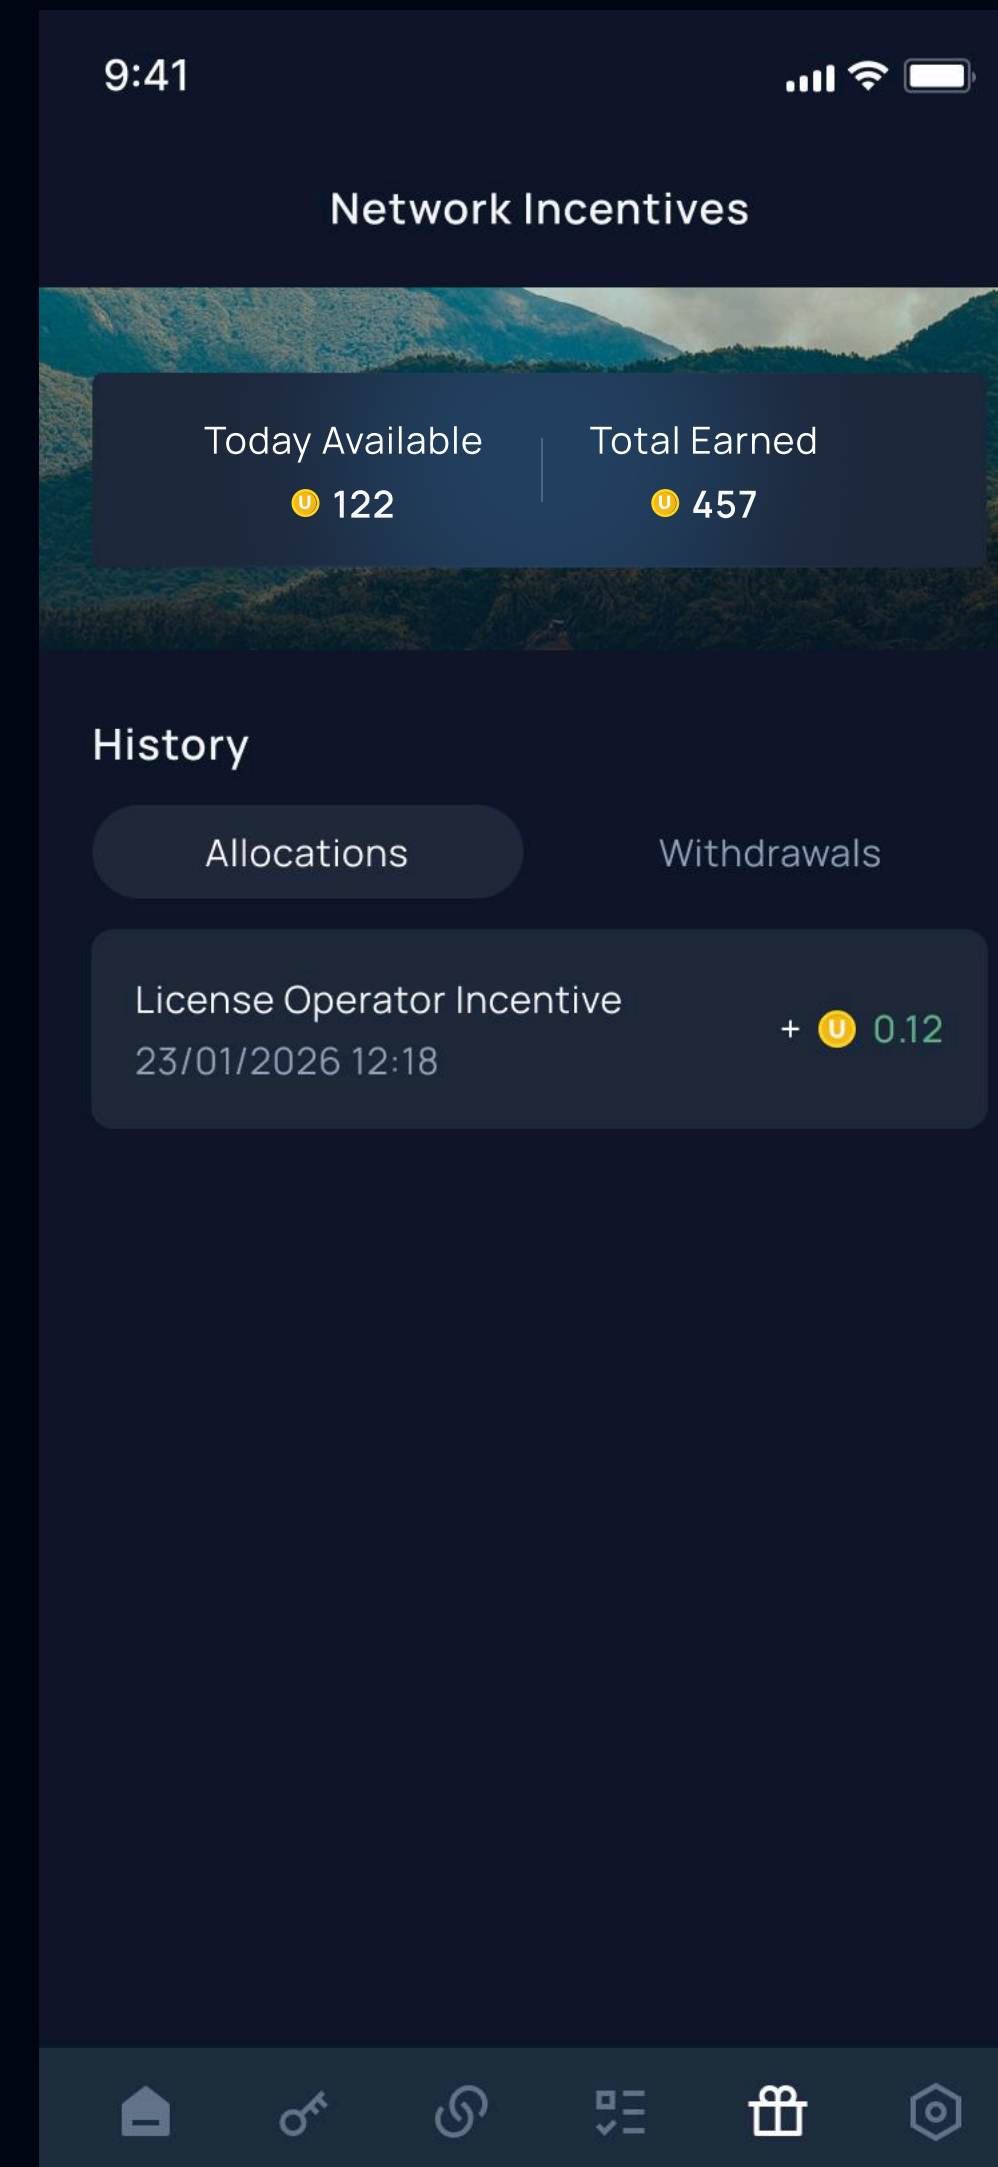 9:41
Network Incentives
Today Available
Total Earned
U 122
U 457
History
Allocations
Withdrawals
License Operator Incentive
23/01/2026 12:18
+ U 0.12